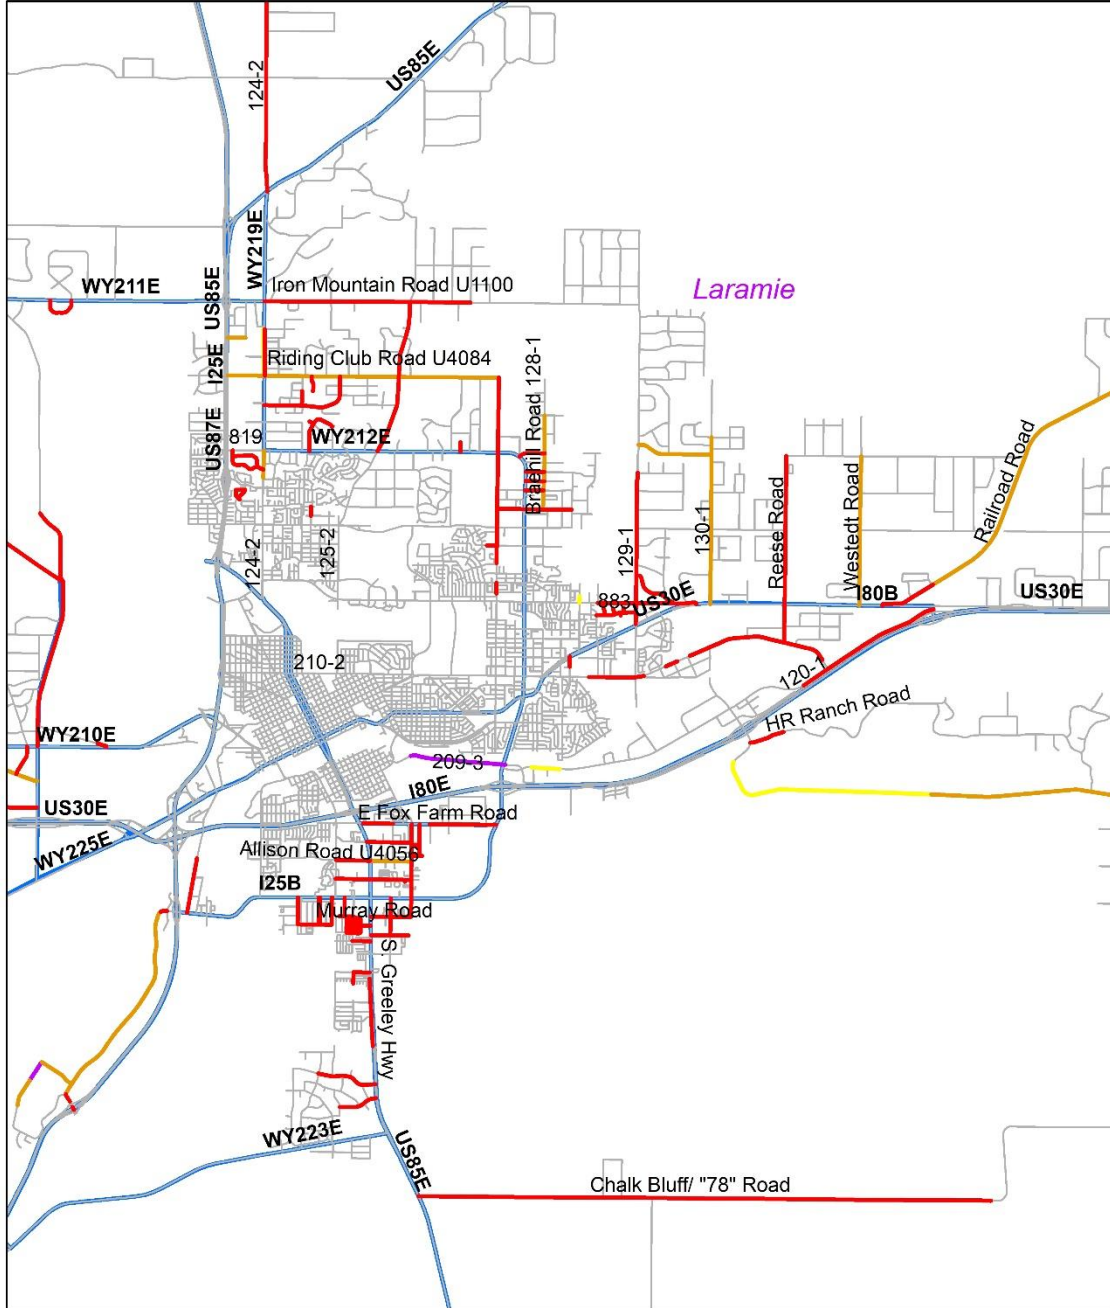 US85E
124-2
WY219E
WY211E
US85E
Iron Mountain Road U1100
Laramie
I25E
Riding Club Road U4084
Braehill Road 128-1
US87E
819
WY212E
Railroad Road
Westedt Road
Reese Road
130-1
129-1
124-2
125-2
883
US30E
I80B
US30E
210-2
120-1
HR Ranch Road
WY210E
209-3
I80E
US30E
E Fox Farm Road
WY225E
Allison Road U4056
I25B
Murray Road
S. Greeley Hwy
WY223E
US85E
Chalk Bluff/ "78" Road